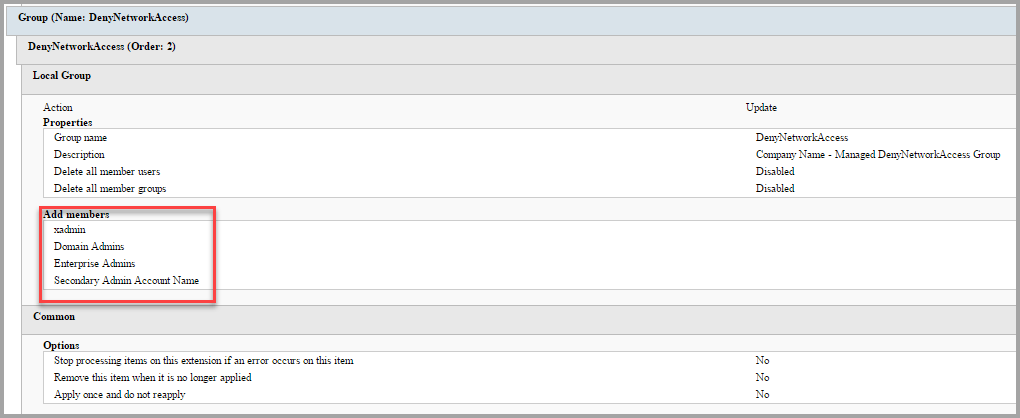 Group (Name: DenyNetworkAccess)
DenyNetworkAccess (Order: 2)
Local Group
Action Update
Properties
Group name DenyNetworkAccess
Description Company Name - Managed DenyNetworkAccess Group
Delete all member users Disabled
Delete all member groups Disabled
Add members
xadmin
Domain Admins
Enterprise Admins
Secondary Admin Account Name
Common
Options
Stop processing items on this extension if an error occurs on this item No
Remove this item when it is no longer applied No
Apply once and do not reapply No